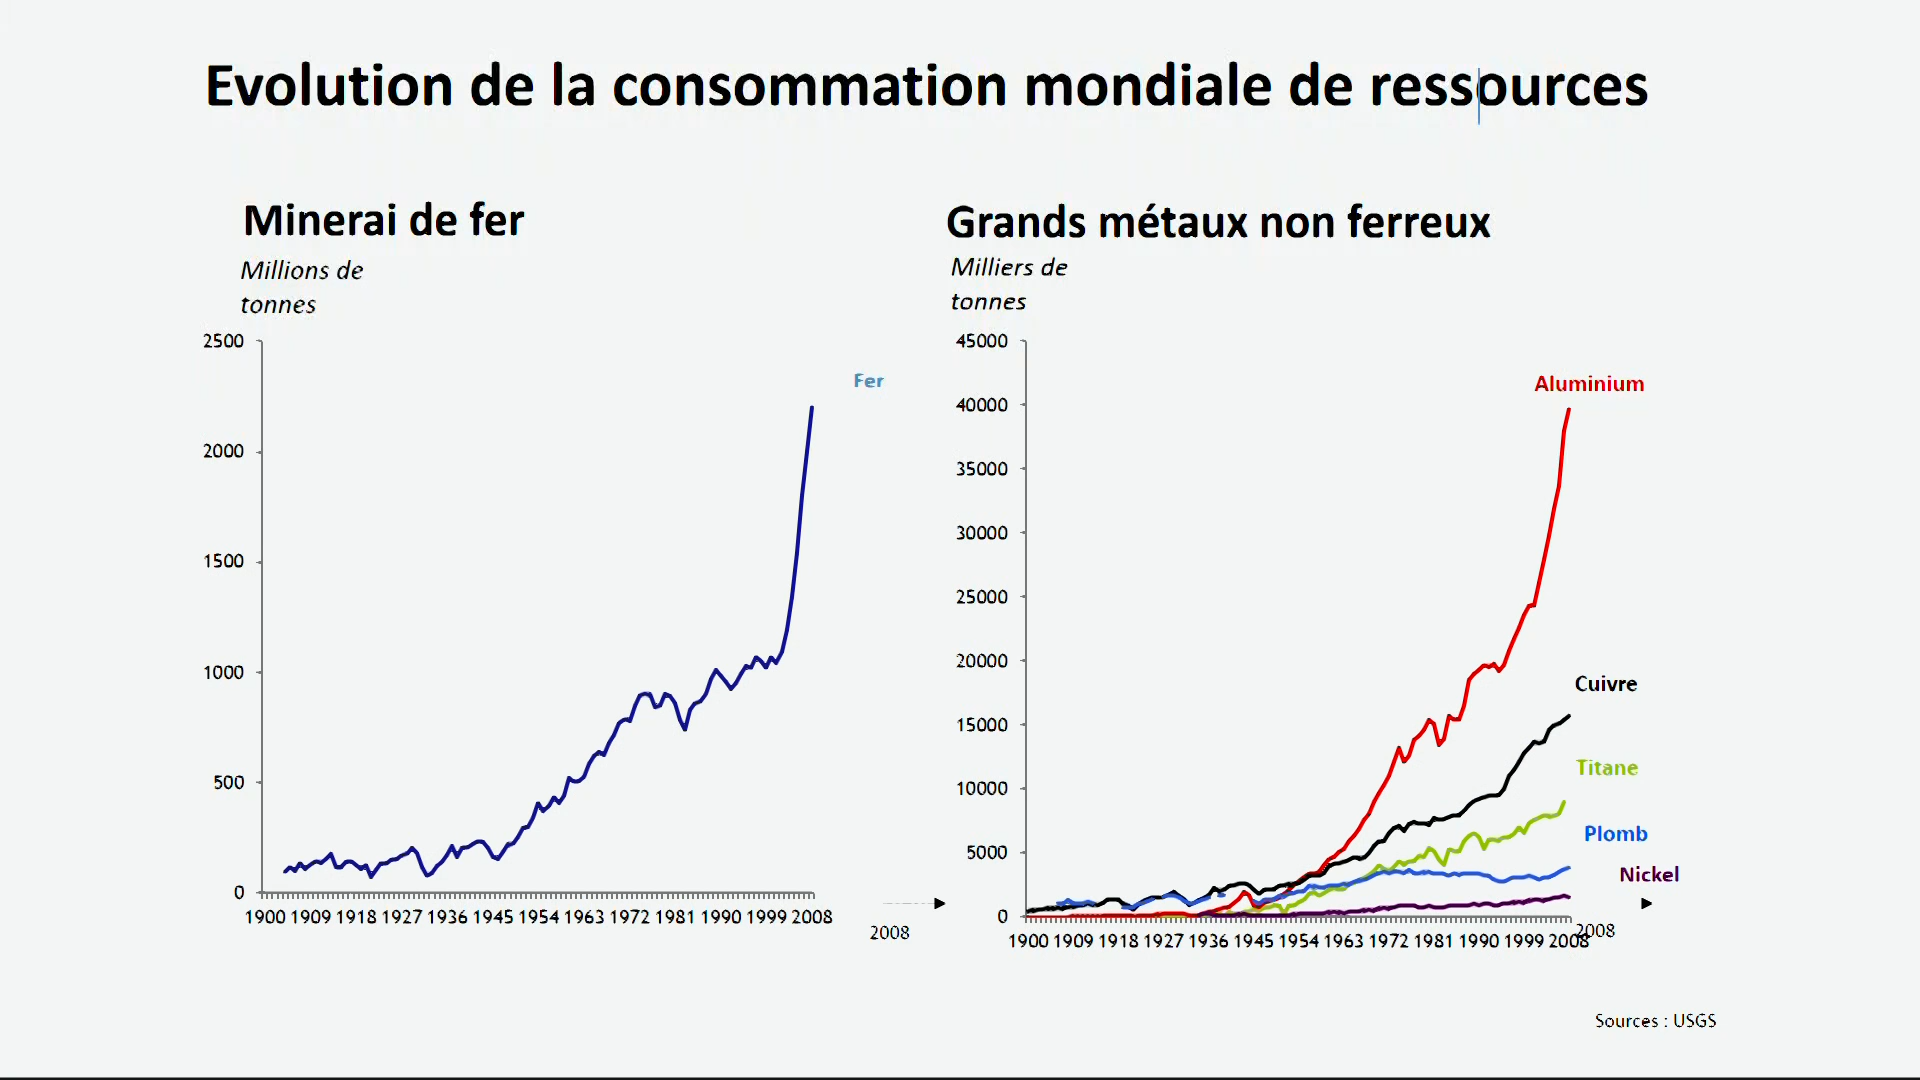 Evolution de la consommation mondiale de ressources
Minerai de fer
Millions de
tonnes
2500
2000
1500
1000
500
0
Fer
1900 1909 1918 1927 1936 1945 1954 1963 1972 1981 1990 1999 2008
2008
Grands métaux non ferreux
Milliers de
tonnes
45000
40000
35000
30000
25000
20000
15000
10000
5000
0
Aluminium
Cuivre
Titane
Plomb
Nickel
1900 1909 1918 1927 1936 1945 1954 1963 1972 1981 1990 1999 2008
2008
Sources : USGS